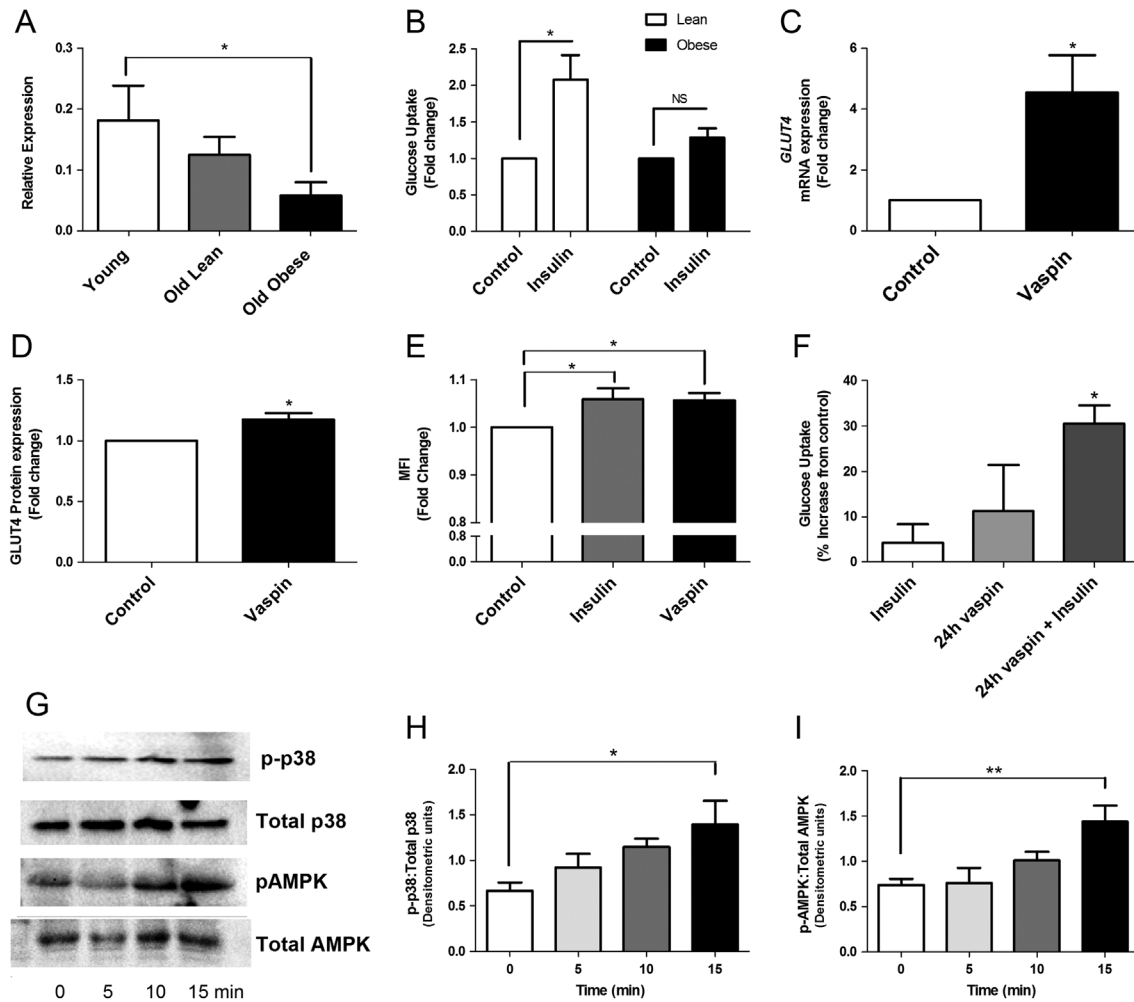 A
Relative Expression
0.3
0.2
0.1
0.0
*
Young
Old Lean
Old Obese
B
Glucose Uptake
(Fold change)
2.5
2.0
1.5
1.0
0.5
0.0
*
NS
Lean
Obese
Control
Insulin
Control
Insulin
C
GLUT4
mRNA expression
(Fold change)
6
4
2
0
*
Control
Vaspin
D
GLUT4 Protein expression
(Fold change)
1.5
1.0
0.5
0.0
*
Control
Vaspin
E
MFI
(Fold Change)
1.1
1.0
0.9
0.8
0.8
0.0
*
*
Control
Insulin
Vaspin
F
Glucose Uptake
(% Increase from control)
40
30
20
10
0
*
Insulin
24h vaspin
24h vaspin + Insulin
G
p-p38
Total p38
pAMPK
Total AMPK
0 5 10 15 min
H
p-p38:Total p38
(Densitometric units)
2.0
1.5
1.0
0.5
0.0
*
0 5 10 15
Time (min)
I
p-AMPK:Total AMPK
(Densitometric units)
2.0
1.5
1.0
0.5
0.0
**
0 5 10 15
Time (min)